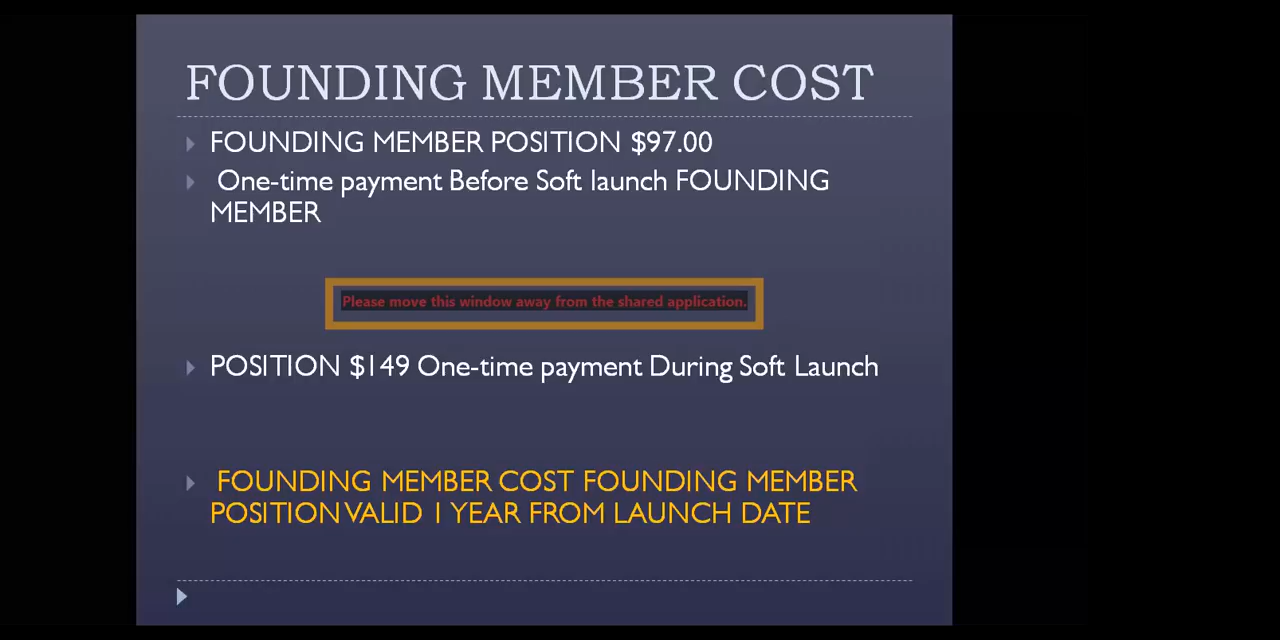 FOUNDING MEMBER COST
FOUNDING MEMBER POSITION $97.00
One-time payment Before Soft launch FOUNDING
MEMBER
Please move this window away from the shared application.
POSITION $149 One-time payment During Soft Launch
FOUNDING MEMBER COST FOUNDING MEMBER
POSITION VALID 1 YEAR FROM LAUNCH DATE